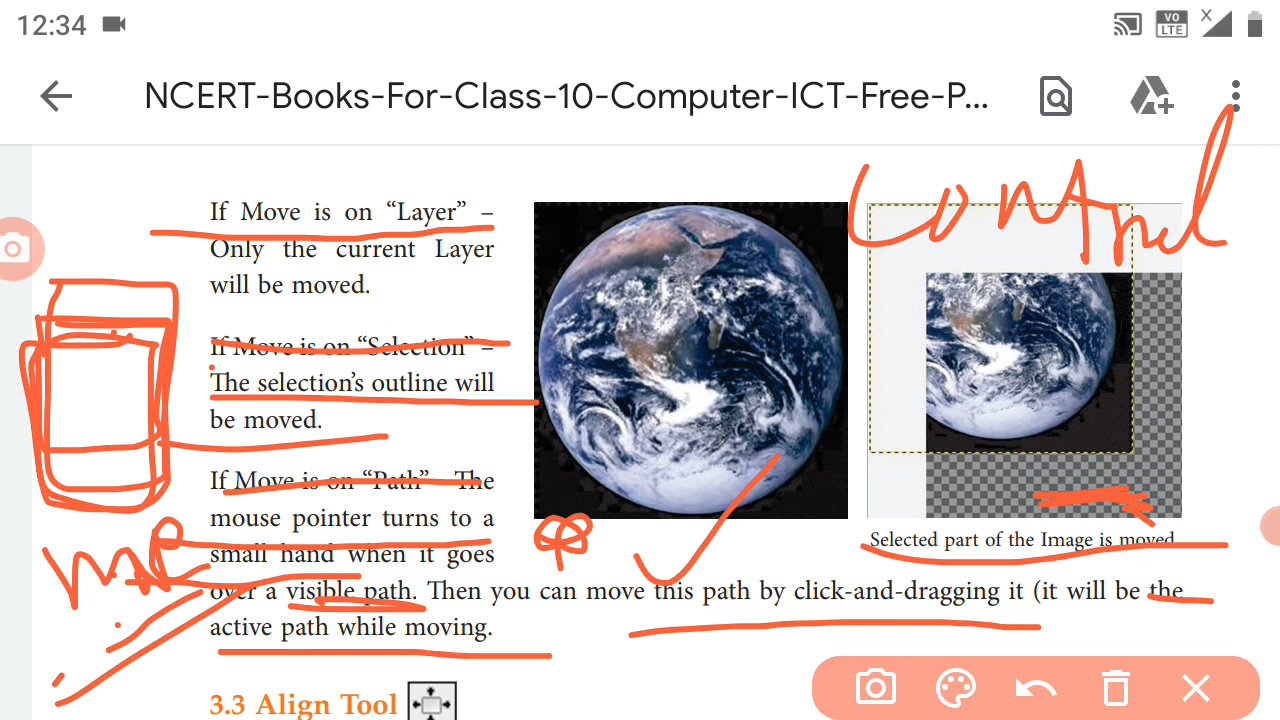 12:34
VO LTE X
NCERT-Books-For-Class-10-Computer-ICT-Free-P...
If Move is on “Layer” –
Only the current Layer
will be moved.
If Move is on “Selection” –
The selection’s outline will
be moved.
If Move is on “Path”– The
mouse pointer turns to a
small hand when it goes
over a visible path. Then you can move this path by click-and-dragging it (it will be the
active path while moving.
Control
Selected part of the Image is moved
3.3 Align Tool